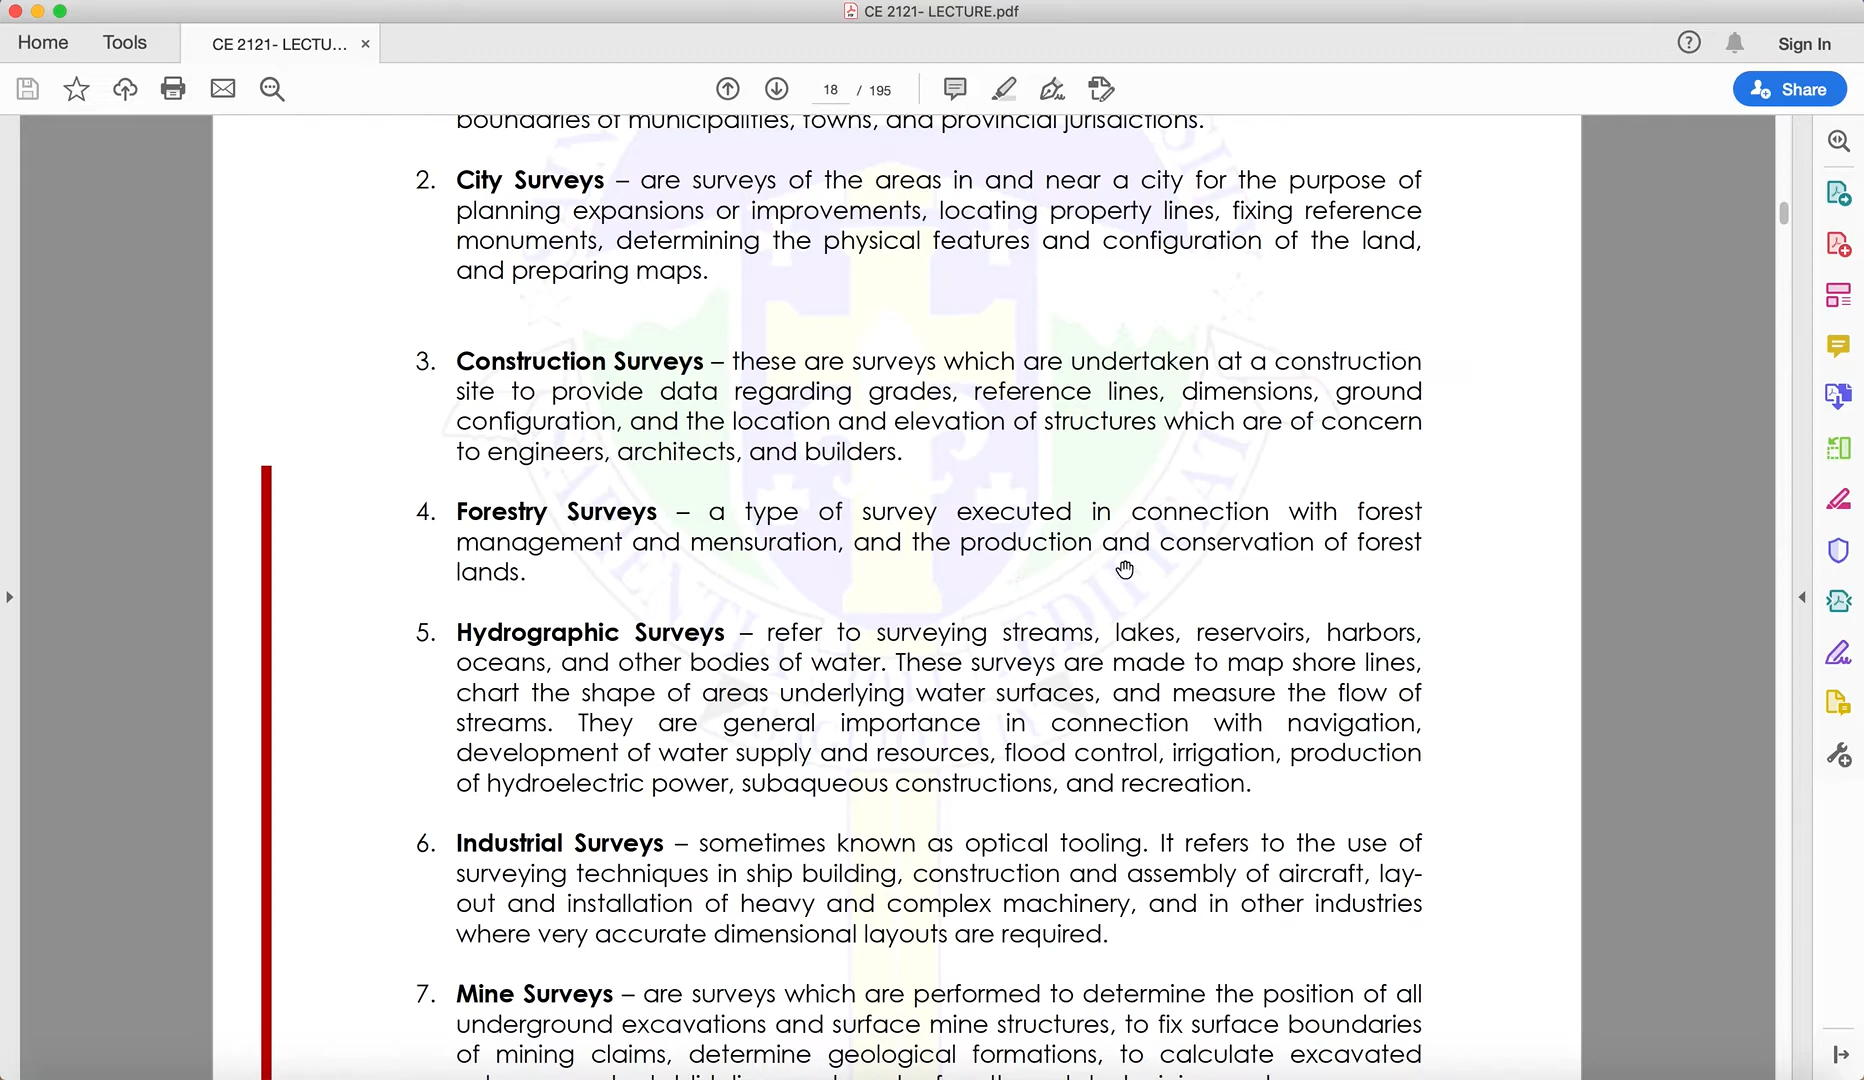 CE 2121- LECTURE.pdf
Home
Tools
CE 2121- LECTU...
Sign In
18 / 195
Share
boundaries of municipalities, towns, and provincial jurisdictions.
2. City Surveys – are surveys of the areas in and near a city for the purpose of
planning expansions or improvements, locating property lines, fixing reference
monuments, determining the physical features and configuration of the land,
and preparing maps.
3. Construction Surveys – these are surveys which are undertaken at a construction
site to provide data regarding grades, reference lines, dimensions, ground
configuration, and the location and elevation of structures which are of concern
to engineers, architects, and builders.
4. Forestry Surveys – a type of survey executed in connection with forest
management and mensuration, and the production and conservation of forest
lands.
5. Hydrographic Surveys – refer to surveying streams, lakes, reservoirs, harbors,
oceans, and other bodies of water. These surveys are made to map shore lines,
chart the shape of areas underlying water surfaces, and measure the flow of
streams. They are general importance in connection with navigation,
development of water supply and resources, flood control, irrigation, production
of hydroelectric power, subaqueous constructions, and recreation.
6. Industrial Surveys – sometimes known as optical tooling. It refers to the use of
surveying techniques in ship building, construction and assembly of aircraft, lay-
out and installation of heavy and complex machinery, and in other industries
where very accurate dimensional layouts are required.
7. Mine Surveys – are surveys which are performed to determine the position of all
underground excavations and surface mine structures, to fix surface boundaries
of mining claims, determine geological formations, to calculate excavated